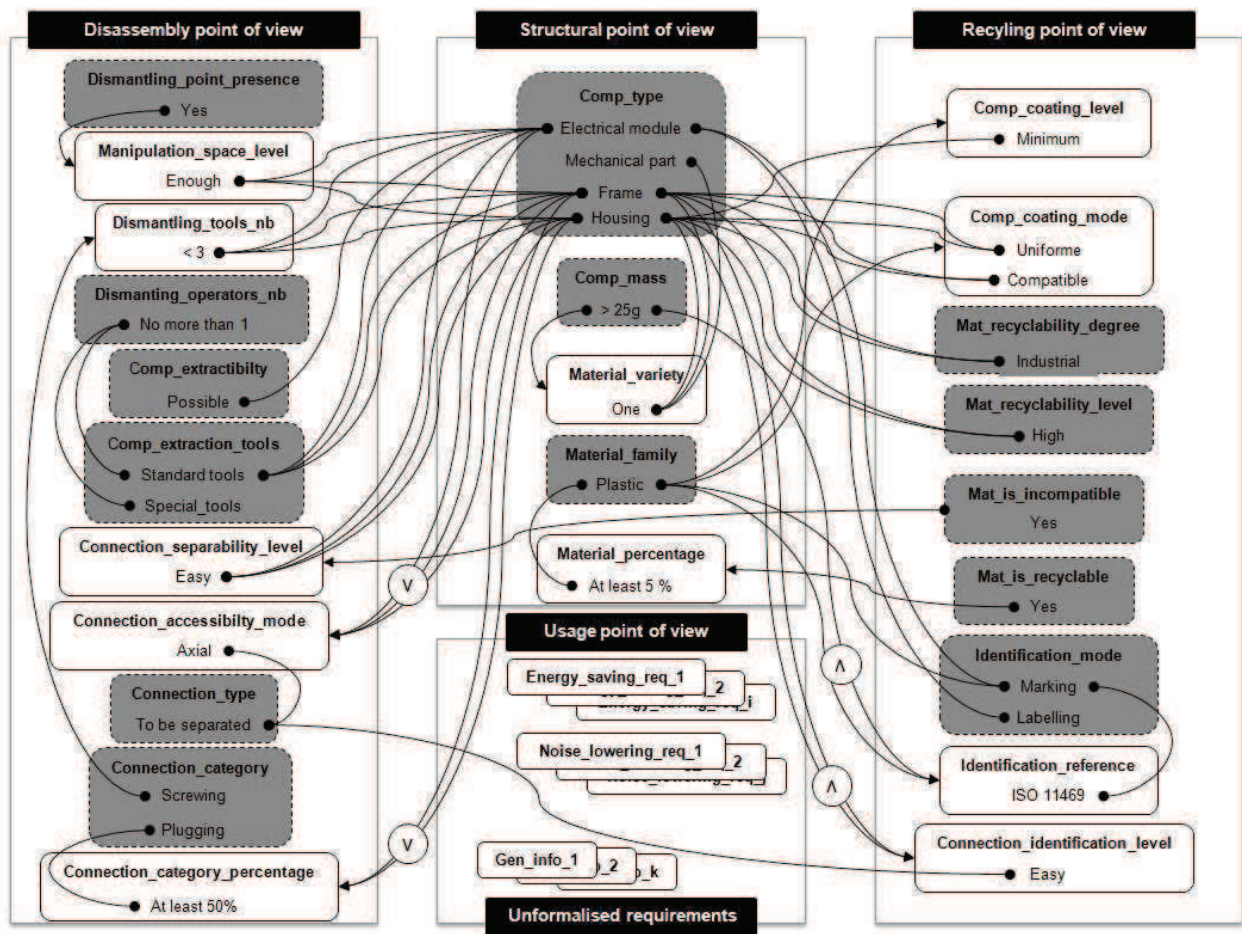 Disassembly point of view
Dismantling_point_presence
Yes
Manipulation_space_level
Enough
Dismantling_tools_nb
< 3
Dismanting_operators_nb
No more than 1
Comp_extractibilty
Possible
Comp_extraction_tools
Standard tools
Special_tools
Connection_separability_level
Easy
Connection_accessibilty_mode
Axial
Connection_type
To be separated
Connection_category
Screwing
Plugging
Connection_category_percentage
At least 50%
Structural point of view
Comp_type
Electrical module
Mechanical part
Frame
Housing
Comp_mass
> 25g
Material_variety
One
Material_family
Plastic
Material_percentage
At least 5 %
V
V
Usage point of view
Energy_saving_req_1
_2
Noise_lowering_req_1
_2
Gen_info_1
o_2
o_k
Unformalised requirements
Recyling point of view
Comp_coating_level
Minimum
Comp_coating_mode
Uniforme
Compatible
Mat_recyclability_degree
Industrial
Mat_recyclability_level
High
Mat_is_incompatible
Yes
Mat_is_recyclable
Yes
Identification_mode
Marking
Labelling
Identification_reference
ISO 11469
Connection_identification_level
Easy
Λ
Λ